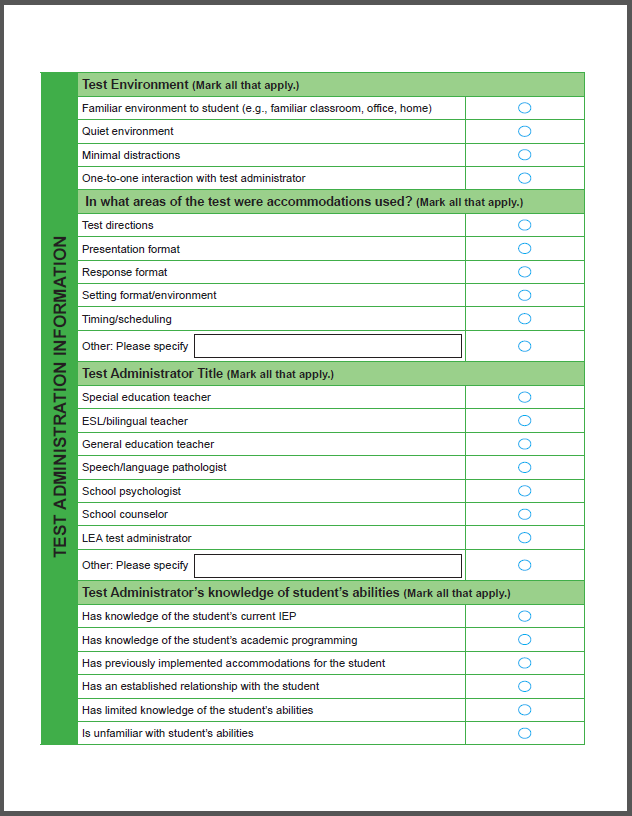 TEST ADMINISTRATION INFORMATION
Test Environment (Mark all that apply.)
Familiar environment to student (e.g., familiar classroom, office, home)
Quiet environment
Minimal distractions
One-to-one interaction with test administrator
In what areas of the test were accommodations used? (Mark all that apply.)
Test directions
Presentation format
Response format
Setting format/environment
Timing/scheduling
Other: Please specify
Test Administrator Title (Mark all that apply.)
Special education teacher
ESL/bilingual teacher
General education teacher
Speech/language pathologist
School psychologist
School counselor
LEA test administrator
Other: Please specify
Test Administrator’s knowledge of student’s abilities (Mark all that apply.)
Has knowledge of the student’s current IEP
Has knowledge of the student’s academic programming
Has previously implemented accommodations for the student
Has an established relationship with the student
Has limited knowledge of the student’s abilities
Is unfamiliar with student’s abilities